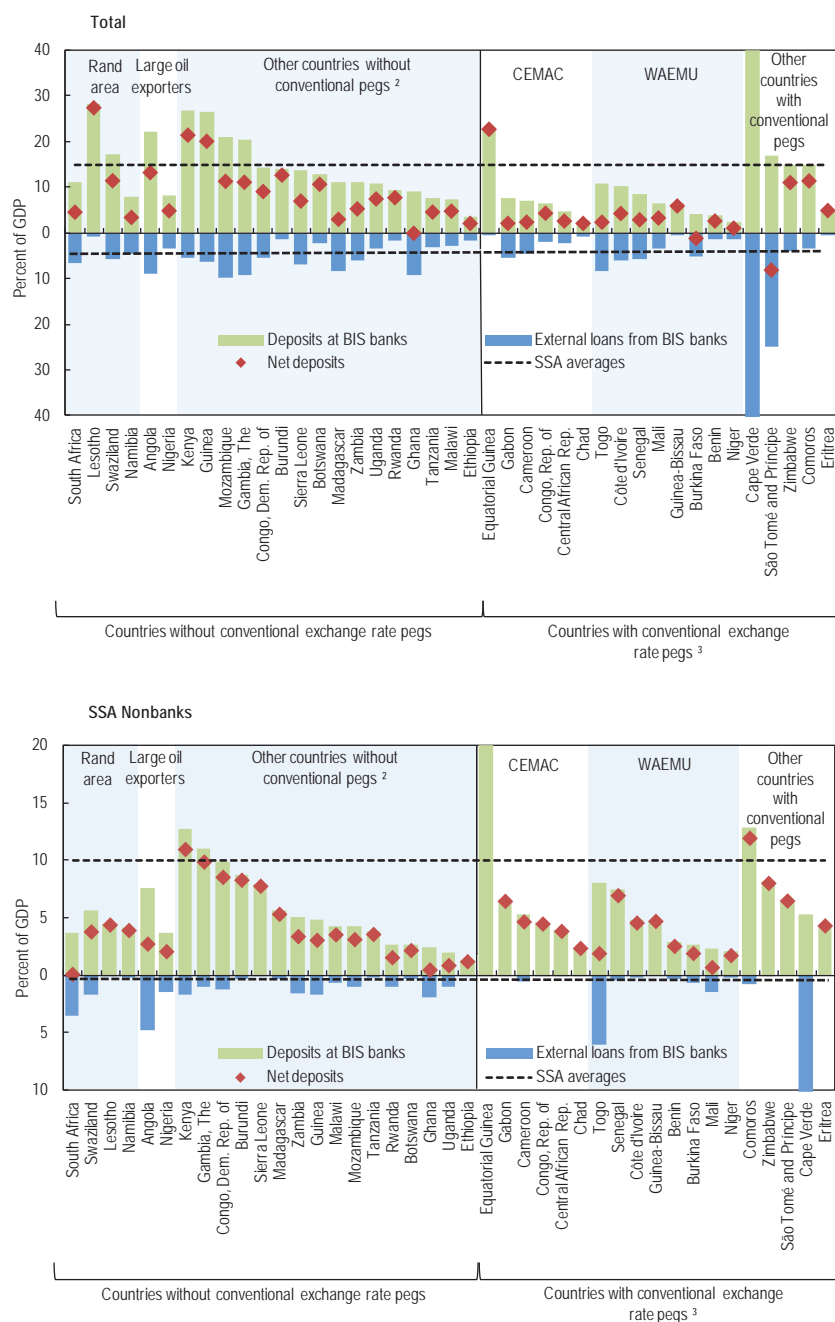 Total
40
30
20
10
0
10
20
30
40
Percent of GDP
Rand
area
Large oil
exporters
Other countries without
conventional pegs ²
CEMAC
WAEMU
Other
countries
with
conventional
pegs
Deposits at BIS banks
Net deposits
External loans from BIS banks
SSA averages
South Africa
Lesotho
Swaziland
Namibia
Angola
Nigeria
Kenya
Guinea
Mozambique
Gambia, The
Congo, Dem. Rep. of
Burundi
Sierra Leone
Botswana
Madagascar
Zambia
Uganda
Rwanda
Ghana
Tanzania
Malawi
Ethiopia
Equatorial Guinea
Gabon
Cameroon
Congo, Rep. of
Central African Rep.
Chad
Togo
Côte d'Ivoire
Senegal
Mali
Guinea-Bissau
Burkina Faso
Benin
Niger
Cape Verde
São Tomé and Príncipe
Zimbabwe
Comoros
Eritrea
Countries without conventional exchange rate pegs
Countries with conventional exchange
rate pegs ³
SSA Nonbanks
20
15
10
5
0
5
10
Percent of GDP
Rand
area
Large oil
exporters
Other countries without
conventional pegs ²
CEMAC
WAEMU
Other
countries
with
conventional
pegs
Deposits at BIS banks
Net deposits
External loans from BIS banks
SSA averages
South Africa
Swaziland
Lesotho
Namibia
Angola
Nigeria
Kenya
Gambia, The
Congo, Dem. Rep. of
Burundi
Sierra Leone
Madagascar
Zambia
Guinea
Malawi
Mozambique
Tanzania
Rwanda
Botswana
Ghana
Uganda
Ethiopia
Equatorial Guinea
Gabon
Cameroon
Congo, Rep. of
Central African Rep.
Chad
Togo
Senegal
Côte d'Ivoire
Guinea-Bissau
Benin
Burkina Faso
Mali
Niger
Comoros
Zimbabwe
São Tomé and Príncipe
Cape Verde
Eritrea
Countries without conventional exchange rate pegs
Countries with conventional exchange
rate pegs ³